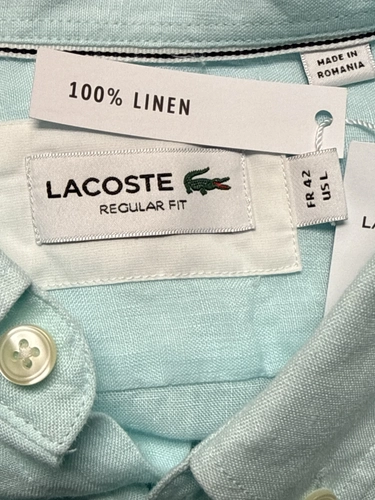 MADE IN
ROMANIA
100% LINEN
LACOSTE
REGULAR FIT
FR 42
US L